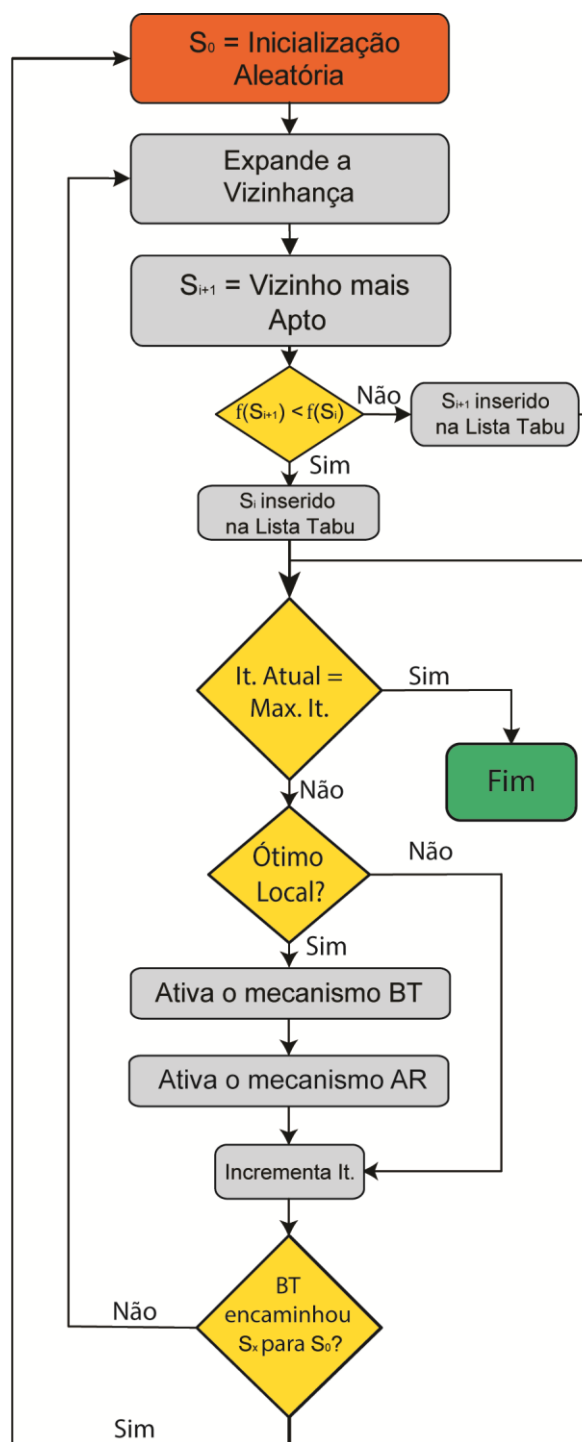 S₀ = Inicialização
Aleatória
Expande a
Vizinhança
Sᵢ₊₁ = Vizinho mais
Apto
f(Sᵢ₊₁) < f(Sᵢ)
Não
Sᵢ₊₁ inserido
na Lista Tabu
Sim
Sᵢ inserido
na Lista Tabu
It. Atual =
Max. It.
Sim
Fim
Não
Ótimo
Local?
Não
Sim
Ativa o mecanismo BT
Ativa o mecanismo AR
Incrementa It.
BT
encaminhou
Sₓ para S₀?
Não
Sim